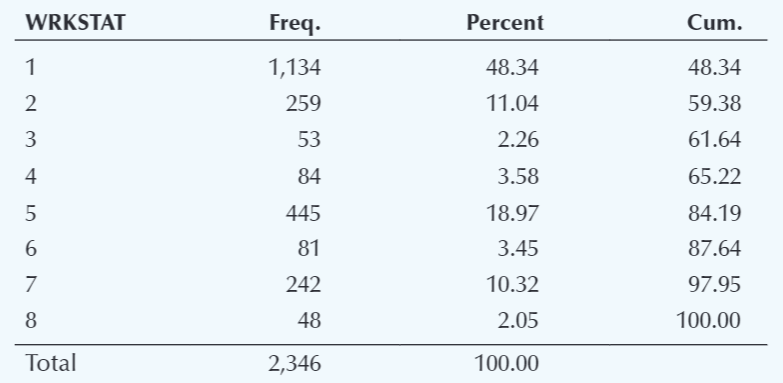 WRKSTAT Freq. Percent Cum.
1 1,134 48.34 48.34
2 259 11.04 59.38
3 53 2.26 61.64
4 84 3.58 65.22
5 445 18.97 84.19
6 81 3.45 87.64
7 242 10.32 97.95
8 48 2.05 100.00
Total 2,346 100.00